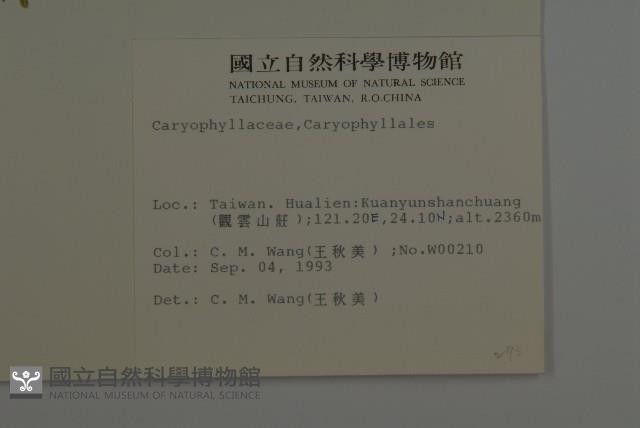 國立自然科學博物館
NATIONAL MUSEUM OF NATURAL SCIENCE
TAICHUNG, TAIWAN, R.O.CHINA
Caryophyllaceae,Caryophyllales
Loc.: Taiwan. Hualien:Kuanyunshanchuang
(觀雲山莊);121.20E,24.10N;alt.2360m
Col.: C. M. Wang(王秋美) ;No.W00210
Date: Sep. 04, 1993
Det.: C. M. Wang(王秋美)
國立自然科學博物館
NATIONAL MUSEUM OF NATURAL SCIENCE